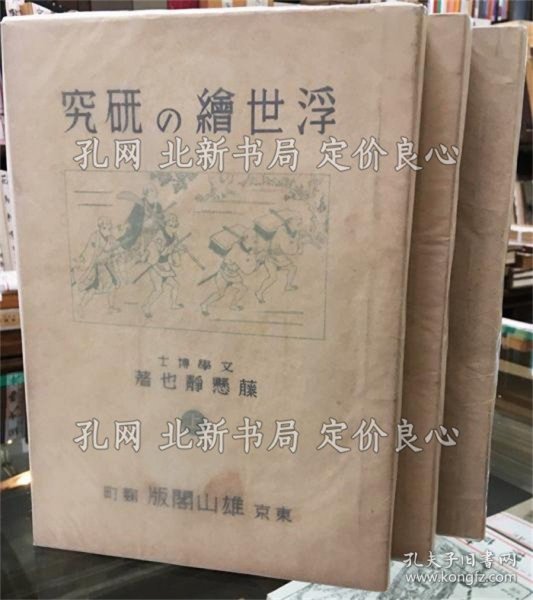 浮世繪の硏究
孔网 北新书局 定价良心
文學博士
藤懸靜也著
孔网 北新书局 定价良心
東京 雄山閣版 麴町
孔夫子旧书网
www.kongfz.com